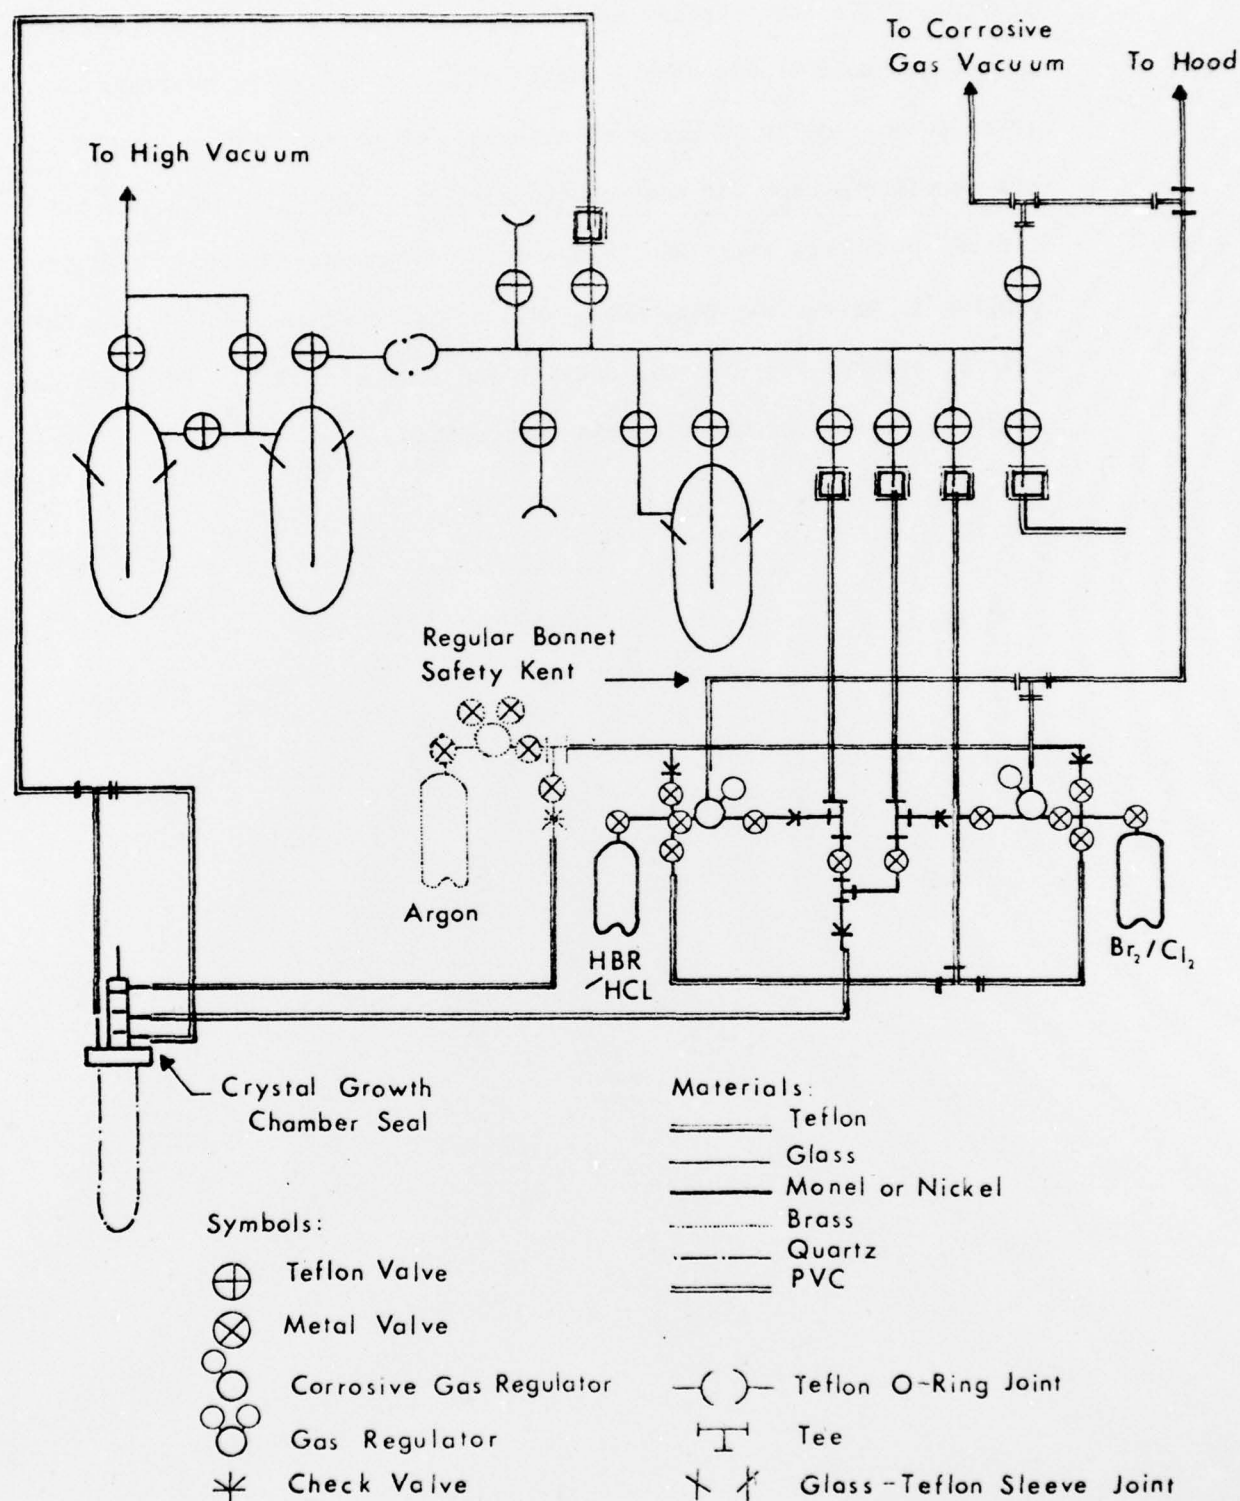 To Corrosive
Gas Vacuum
To Hood
To High Vacuum
Regular Bonnet
Safety Kent
Argon
HBR
/HCL
Br₂/Cl₂
Crystal Growth
Chamber Seal
Materials:
Teflon
Glass
Monel or Nickel
Brass
Quartz
PVC
Symbols:
Teflon Valve
Metal Valve
Corrosive Gas Regulator
Gas Regulator
Check Valve
Teflon O-Ring Joint
Tee
Glass-Teflon Sleeve Joint